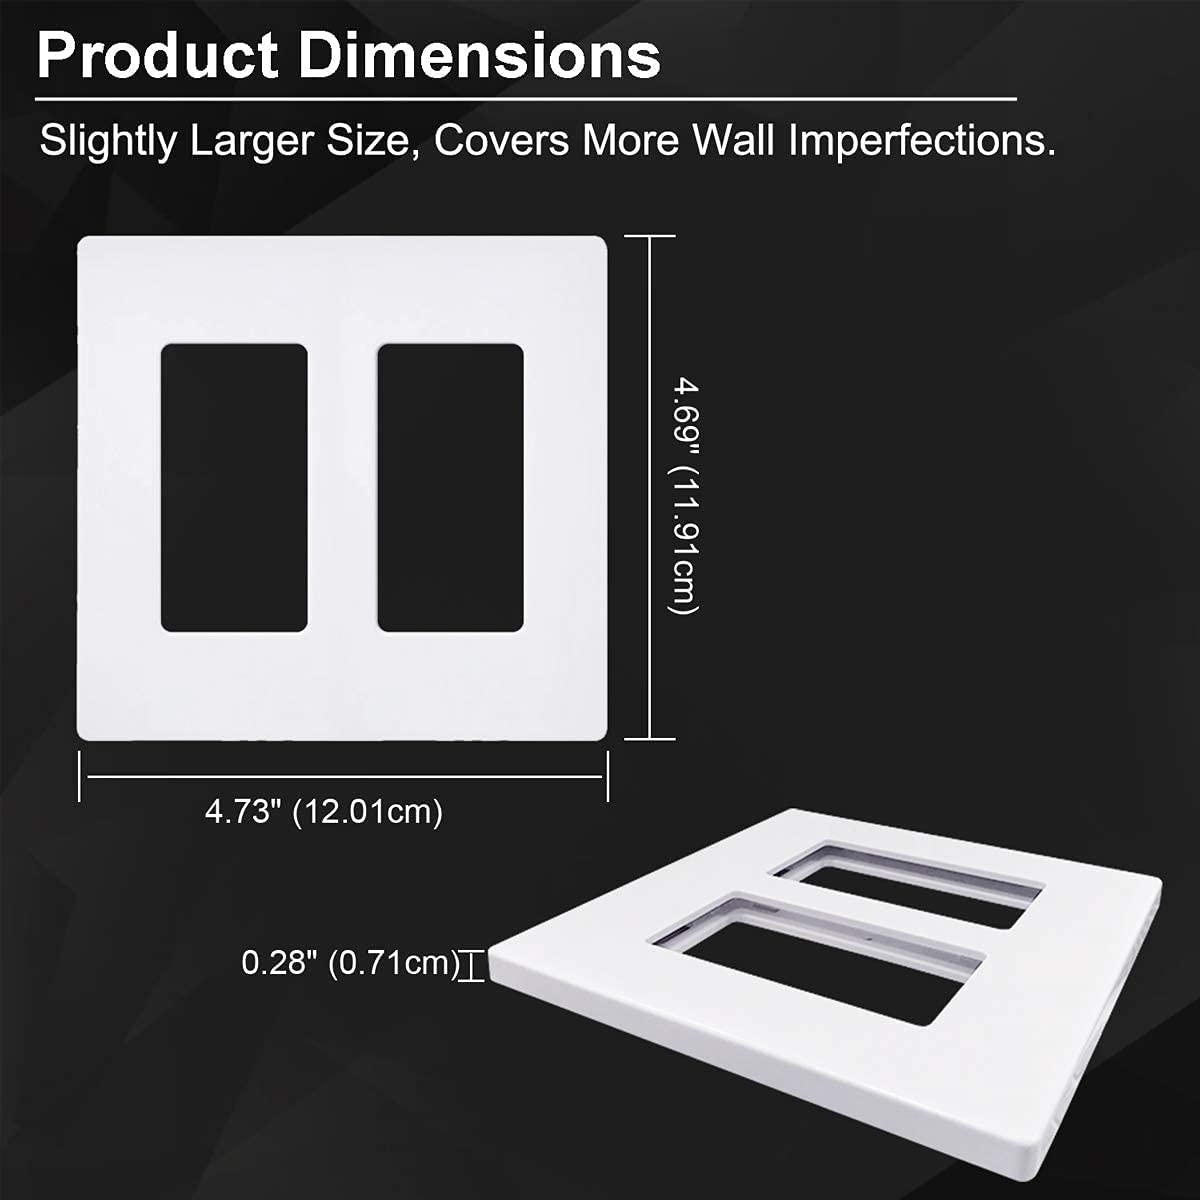 Product Dimensions
Slightly Larger Size, Covers More Wall Imperfections.
4.69" (11.91cm)
4.73" (12.01cm)
0.28" (0.71cm)